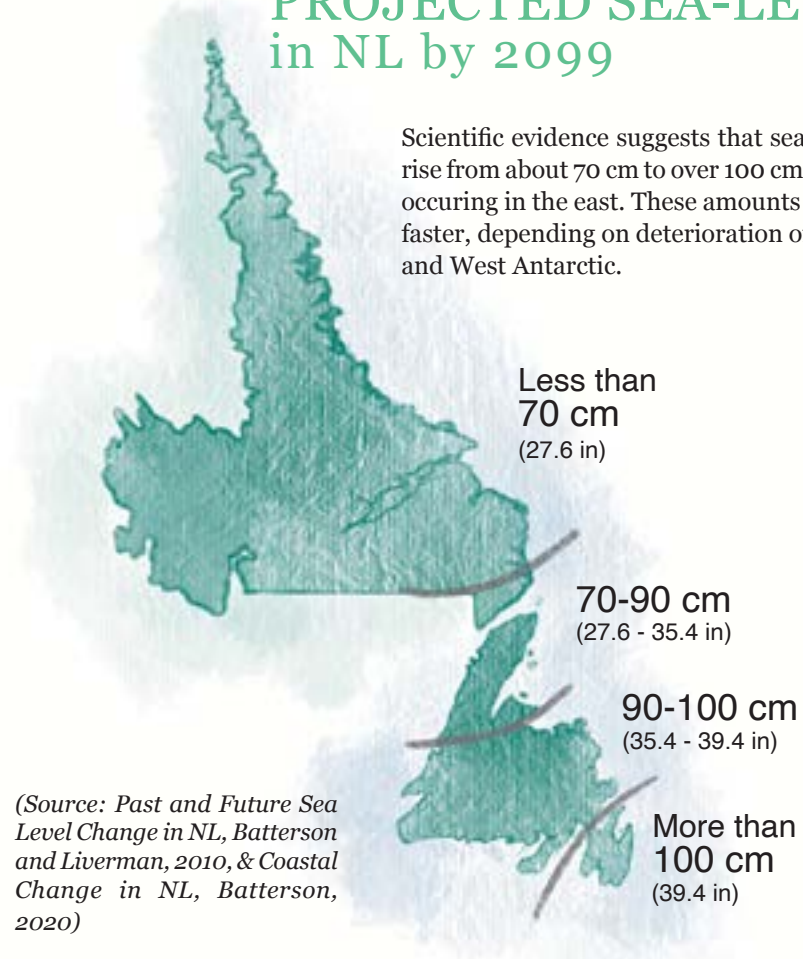 PROJECTED SEA-LE
in NL by 2099
Scientific evidence suggests that sea
rise from about 70 cm to over 100 cm
occuring in the east. These amounts
faster, depending on deterioration
and West Antarctic.
Less than
70 cm
(27.6 in)
70-90 cm
(27.6 - 35.4 in)
90-100 cm
(35.4 - 39.4 in)
More than
100 cm
(39.4 in)
(Source: Past and Future Sea
Level Change in NL, Batterson
and Liverman, 2010, & Coastal
Change in NL, Batterson,
2020)